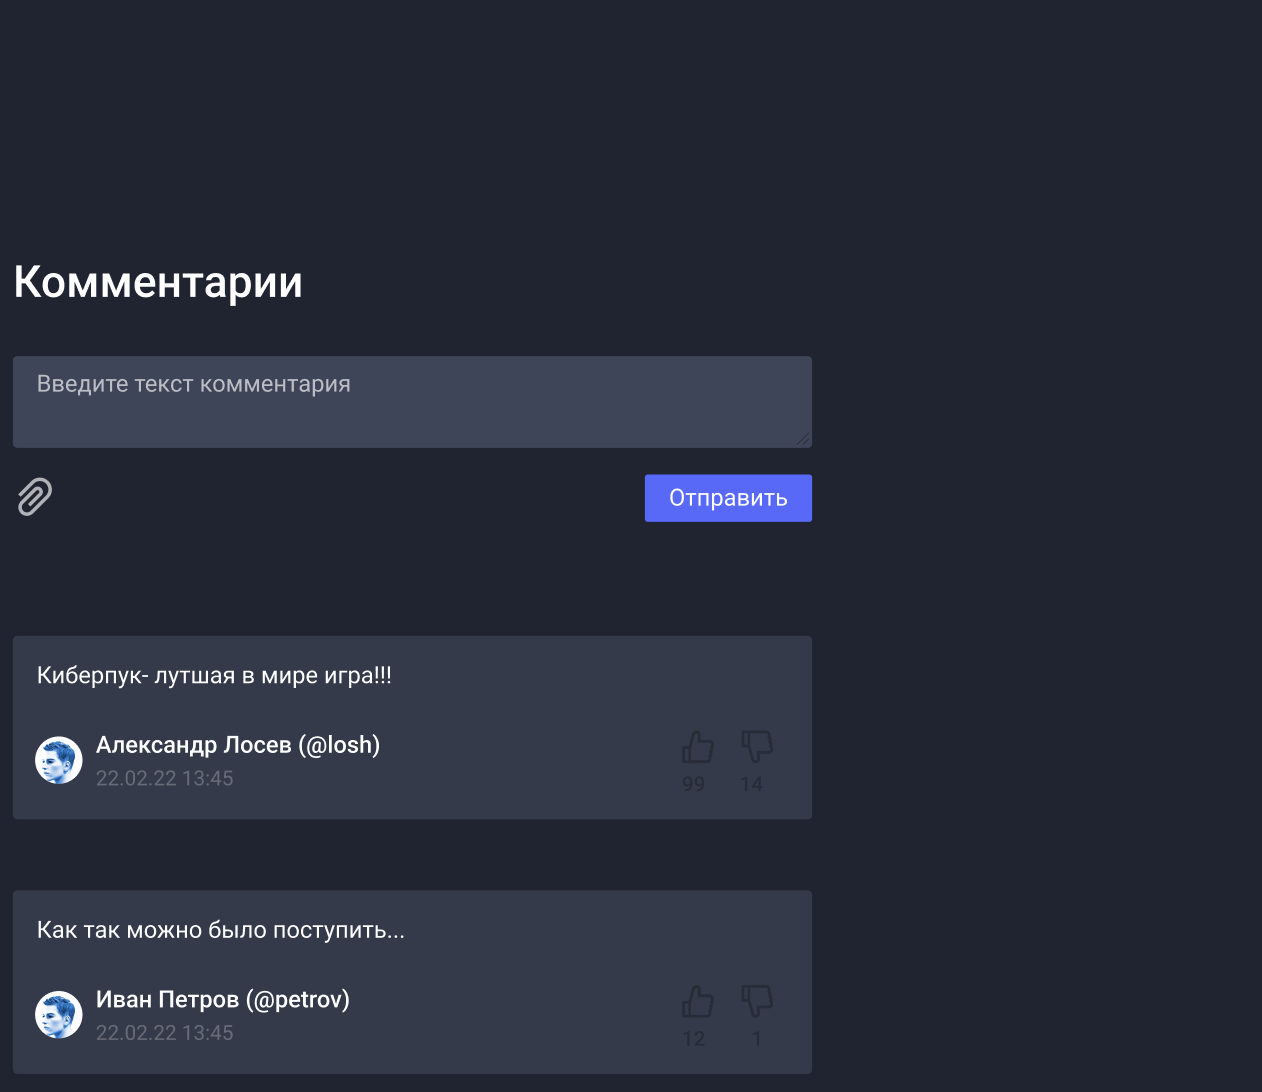 Комментарии
Введите текст комментария
Отправить
Киберпук- лутшая в мире игра!!!
Александр Лосев (@losh)
22.02.22 13:45
99 14
Как так можно было поступить...
Иван Петров (@petrov)
22.02.22 13:45
12 1